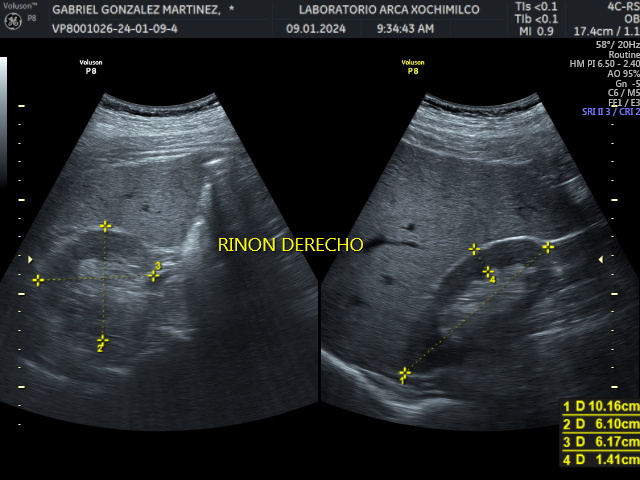 Voluson™ P8
GE
GABRIEL GONZALEZ MARTINEZ, *
VP8001026-24-01-09-4
LABORATORIO ARCA XOCHIMILCO
09.01.2024 9:34:43 AM
TIs <0.1
TIb <0.1
MI 0.9
4C-RS
OB
17.4cm / 1.1
58°/ 20Hz
Routine
HM PI 6.50 - 2.40
AO 95%
Gn -5
C6 / M5
FF1 / E3
SRI II 3 / CRI 2
Voluson
P8
Voluson
P8
RINON DERECHO
3
2
4
1
1 D 10.16cm
2 D 6.10cm
3 D 6.17cm
4 D 1.41cm